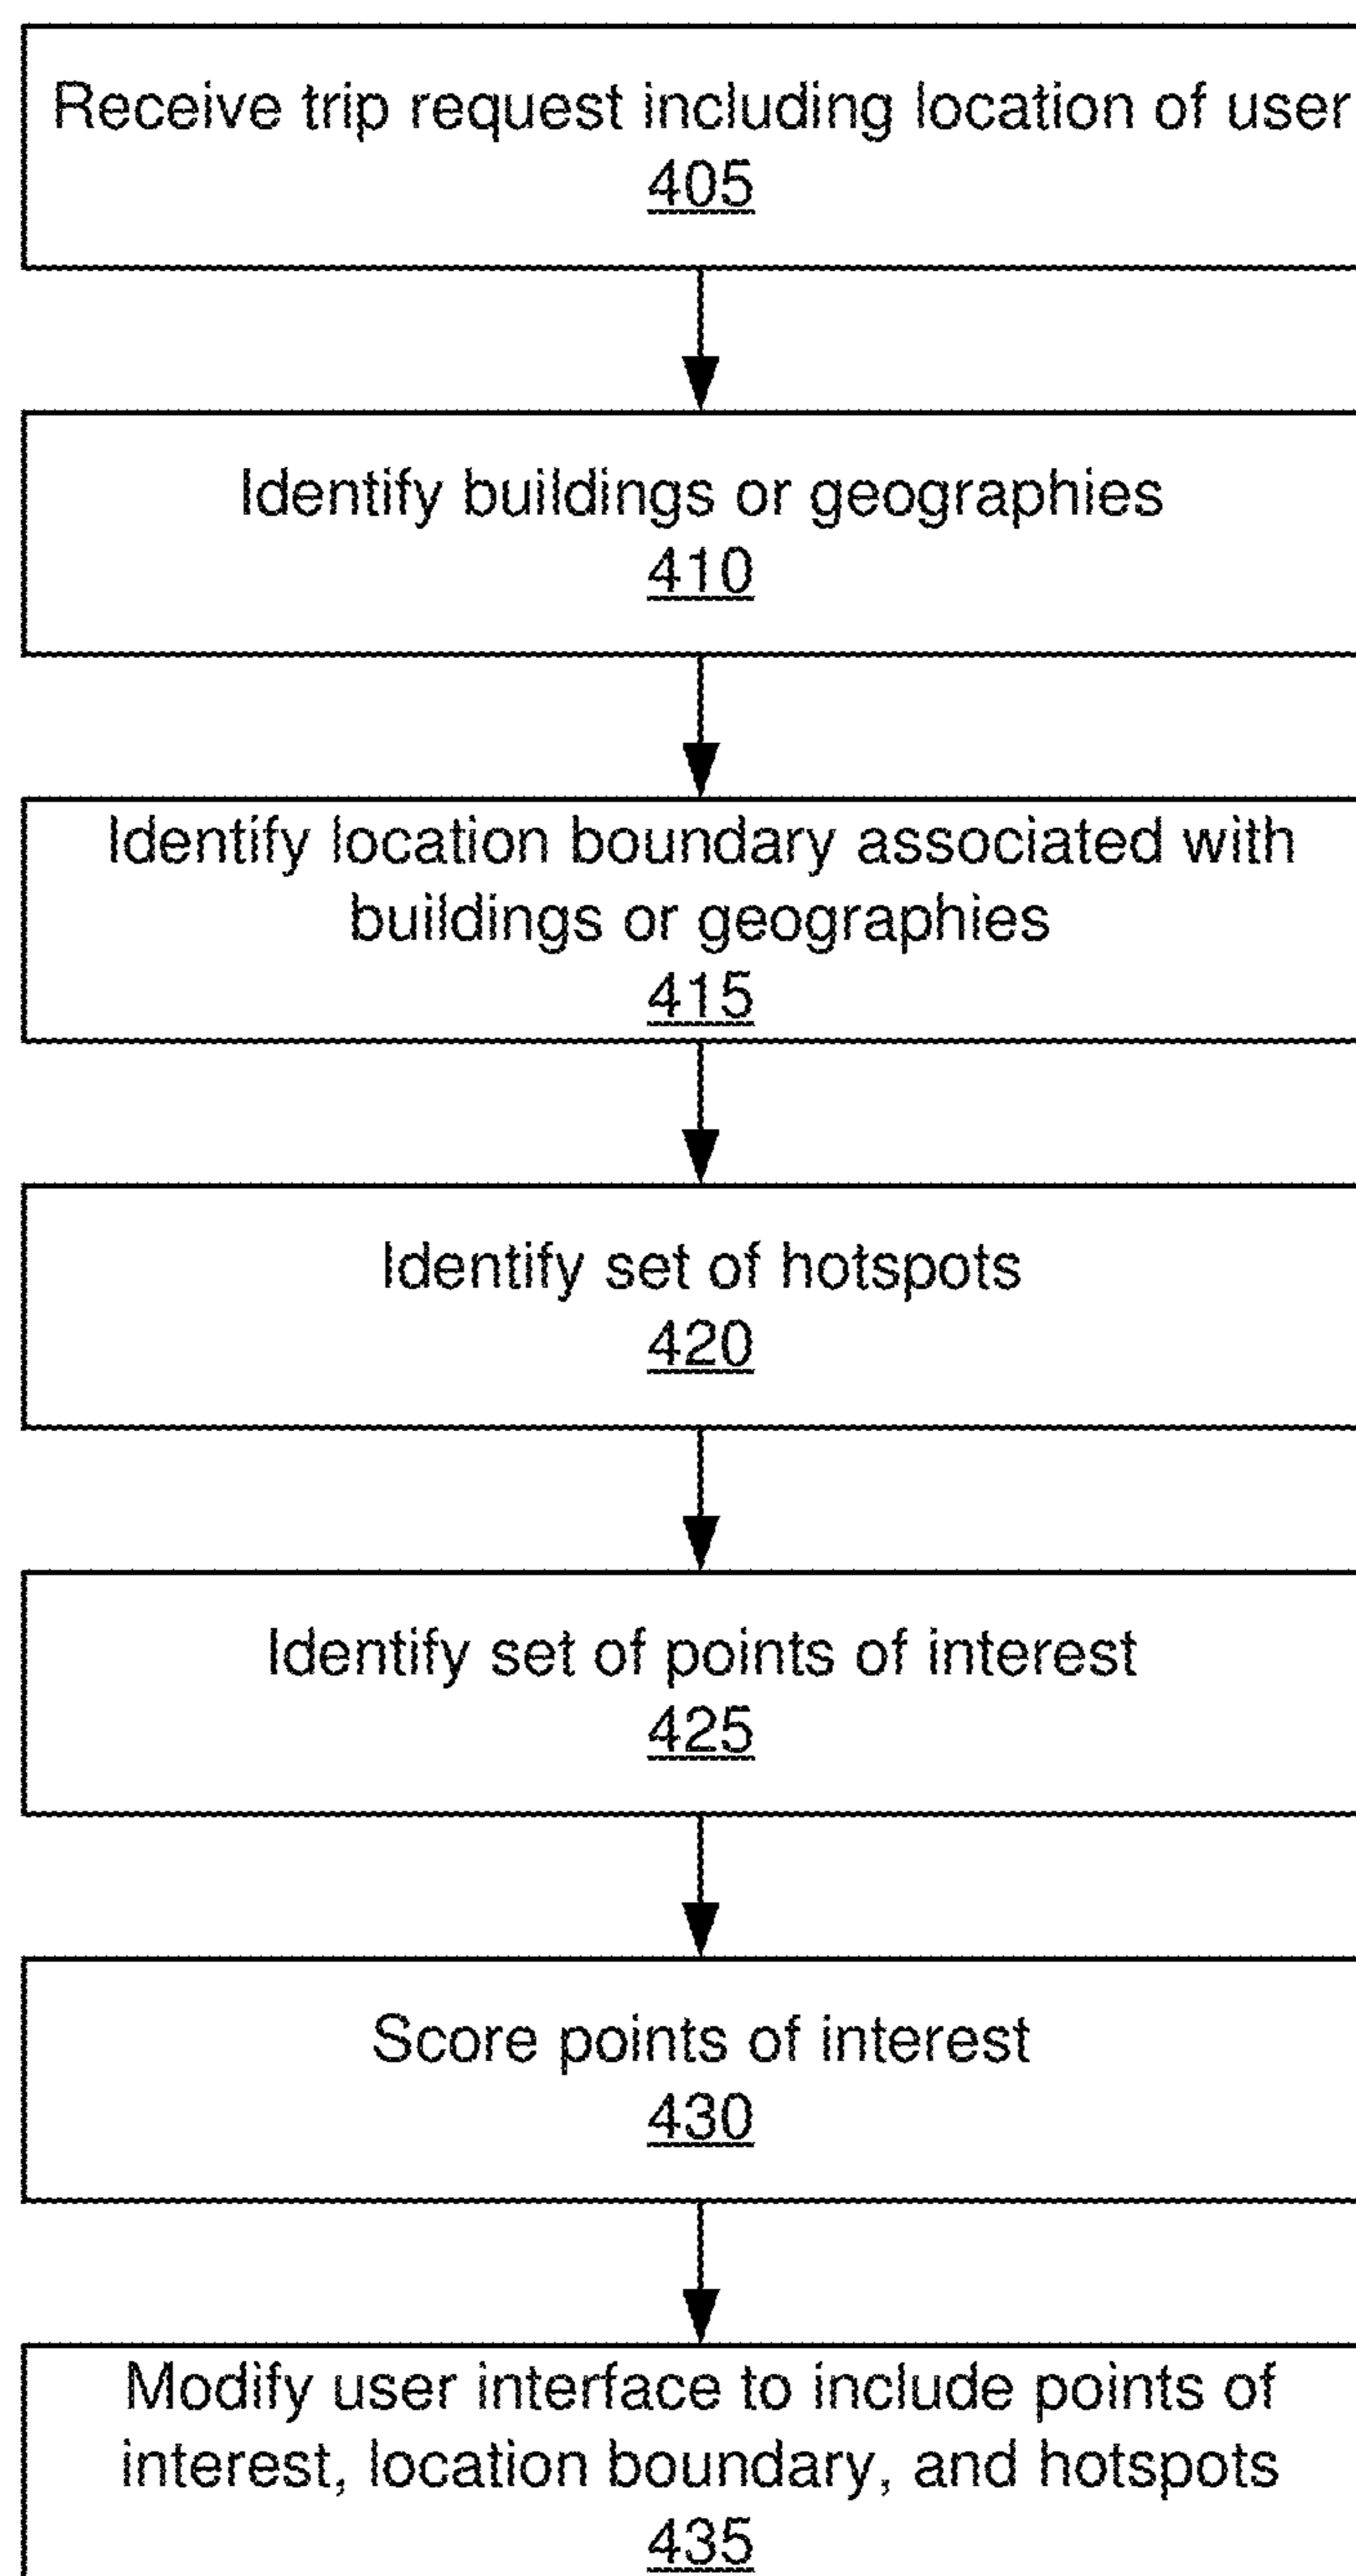 Receive trip request including location of user
405
Identify buildings or geographies
410
Identify location boundary associated with
buildings or geographies
415
Identify set of hotspots
420
Identify set of points of interest
425
Score points of interest
430
Modify user interface to include points of
interest, location boundary, and hotspots
435